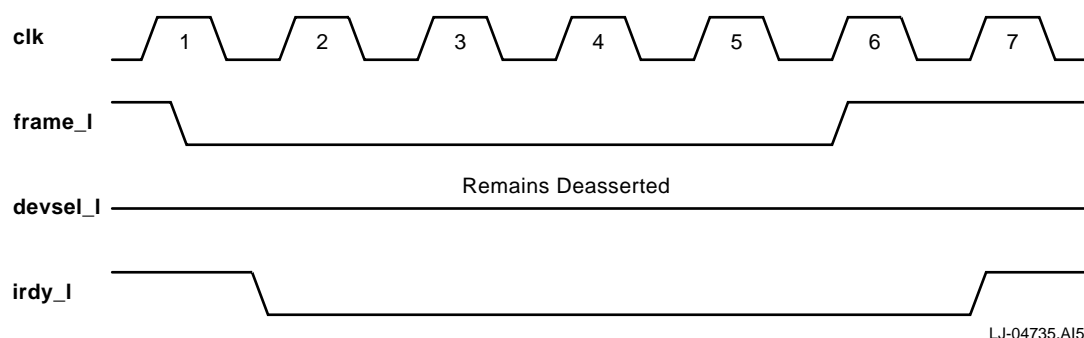 clk 1 2 3 4 5 6 7
frame_l
Remains Deasserted
devsel_l
irdy_l
LJ-04735.AI5